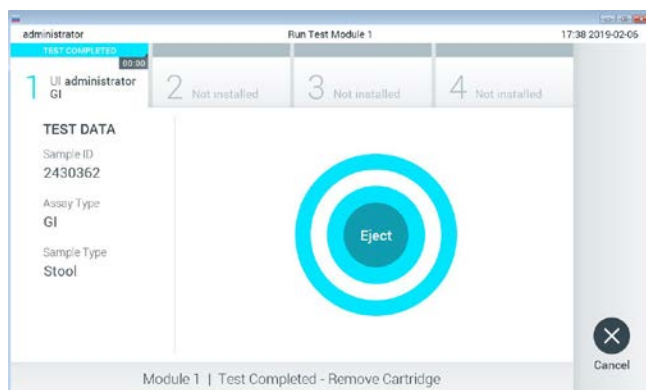 administrator Run Test Module 1 17:38 2019-02-06
TEST COMPLETED
00:00
1 UI administrator
GI
2 Not installed
3 Not installed
4 Not installed
TEST DATA
Sample ID
2430362
Assay Type
GI
Sample Type
Stool
Eject
Cancel
Module 1 | Test Completed - Remove Cartridge